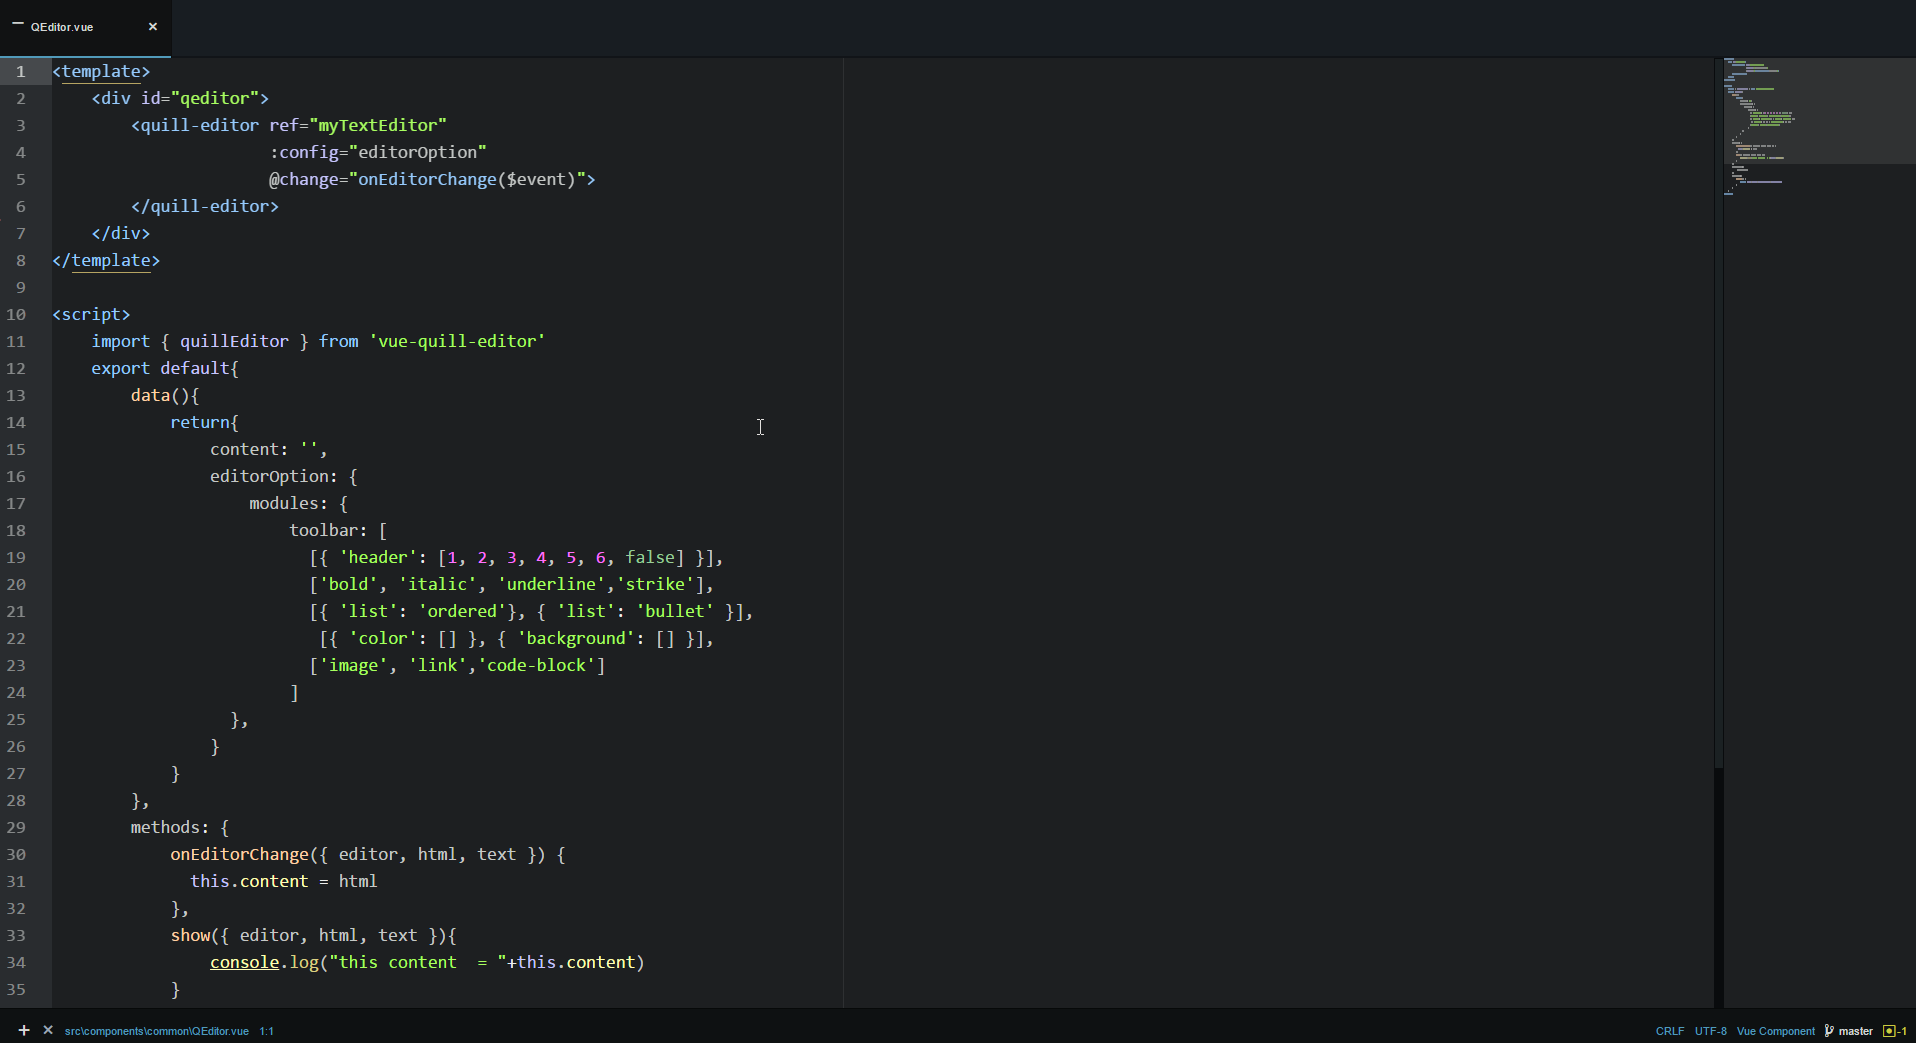 QEditor.vue ×
1 <template>
2     <div id="qeditor">
3         <quill-editor ref="myTextEditor"
4                       :config="editorOption"
5                       @change="onEditorChange($event)">
6         </quill-editor>
7     </div>
8 </template>
9
10 <script>
11     import { quillEditor } from 'vue-quill-editor'
12     export default{
13         data(){
14             return{
15                 content: '',
16                 editorOption: {
17                     modules: {
18                         toolbar: [
19                           [{ 'header': [1, 2, 3, 4, 5, 6, false] }],
20                           ['bold', 'italic', 'underline','strike'],
21                           [{ 'list': 'ordered'}, { 'list': 'bullet' }],
22                            [{ 'color': [] }, { 'background': [] }],
23                           ['image', 'link','code-block']
24                         ]
25                   },
26                 }
27             }
28         },
29         methods: {
30             onEditorChange({ editor, html, text }) {
31               this.content = html
32             },
33             show({ editor, html, text }){
34                 console.log("this content  = "+this.content)
35             }
+ × src\components\common\QEditor.vue 1:1 CRLF UTF-8 Vue Component master -1